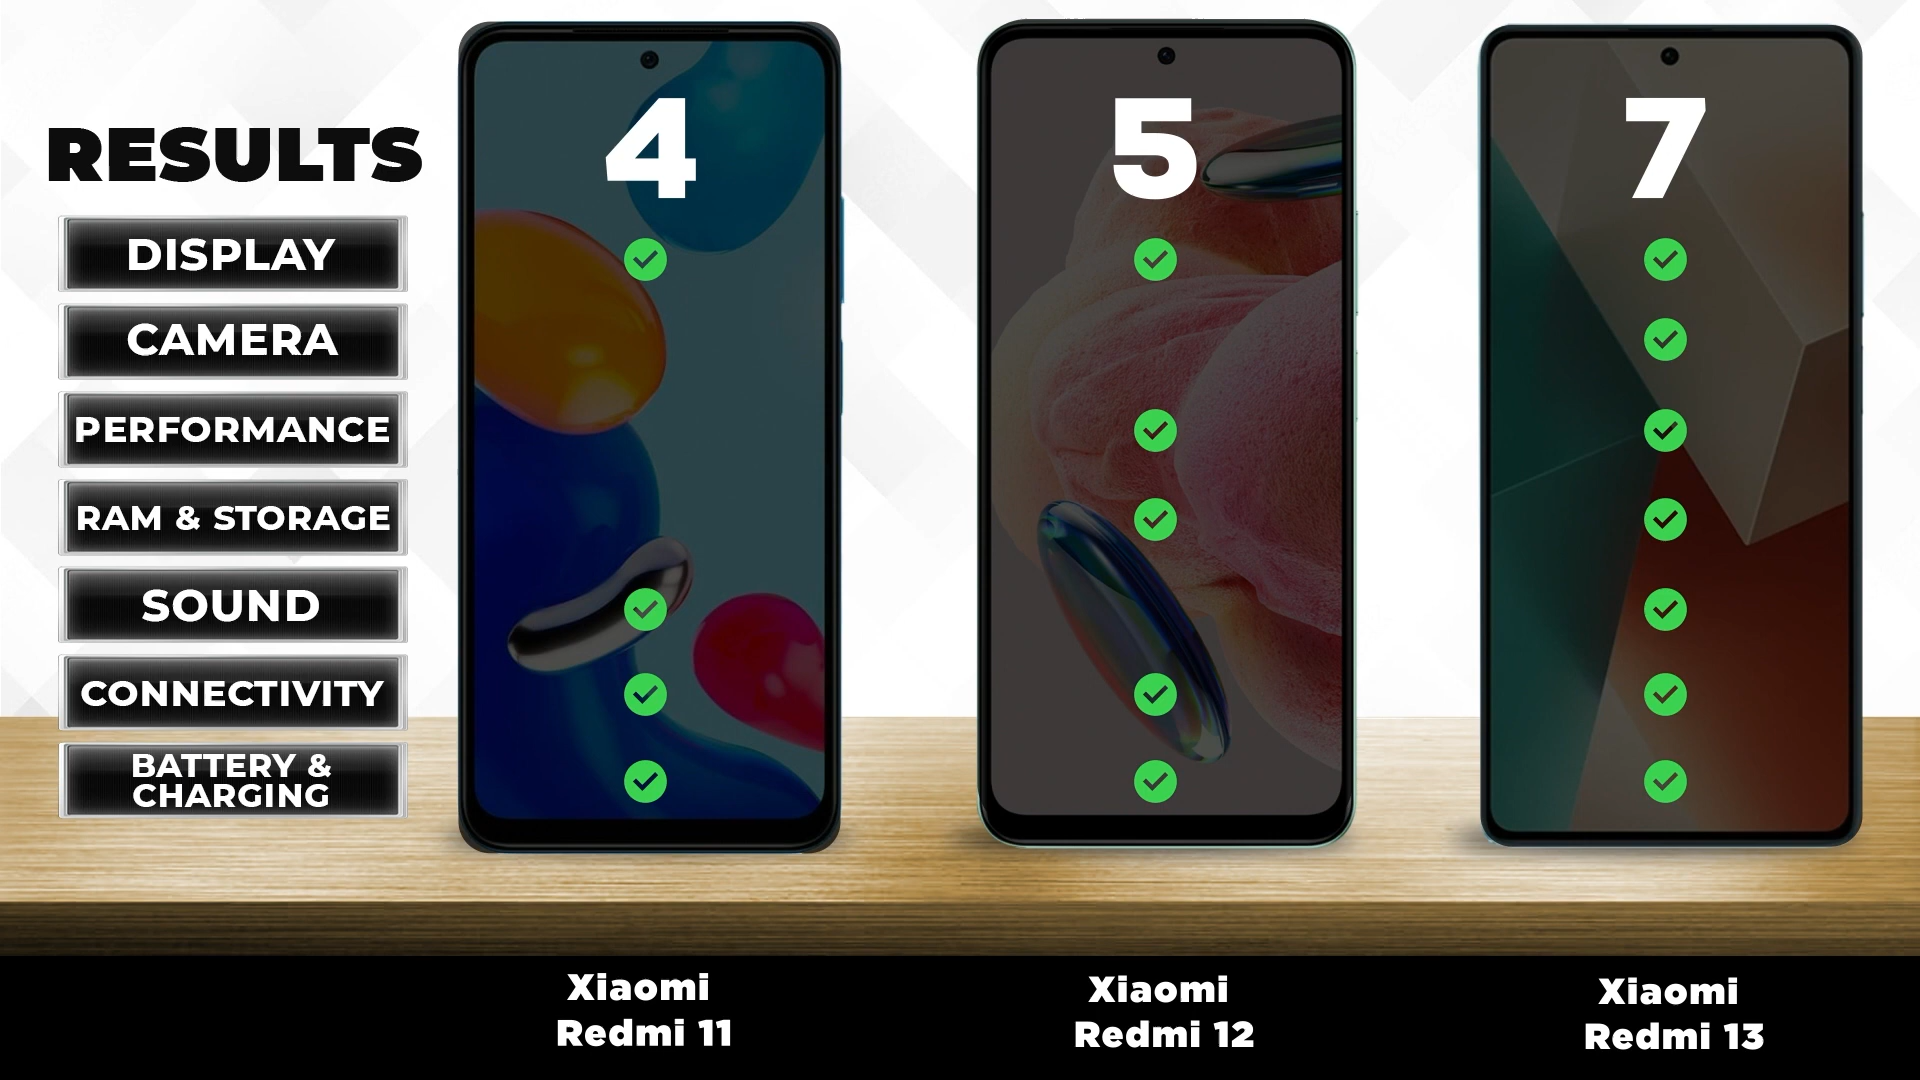 RESULTS
4
5
7
DISPLAY
CAMERA
PERFORMANCE
RAM & STORAGE
SOUND
CONNECTIVITY
BATTERY &
CHARGING
Xiaomi
Redmi 11
Xiaomi
Redmi 12
Xiaomi
Redmi 13